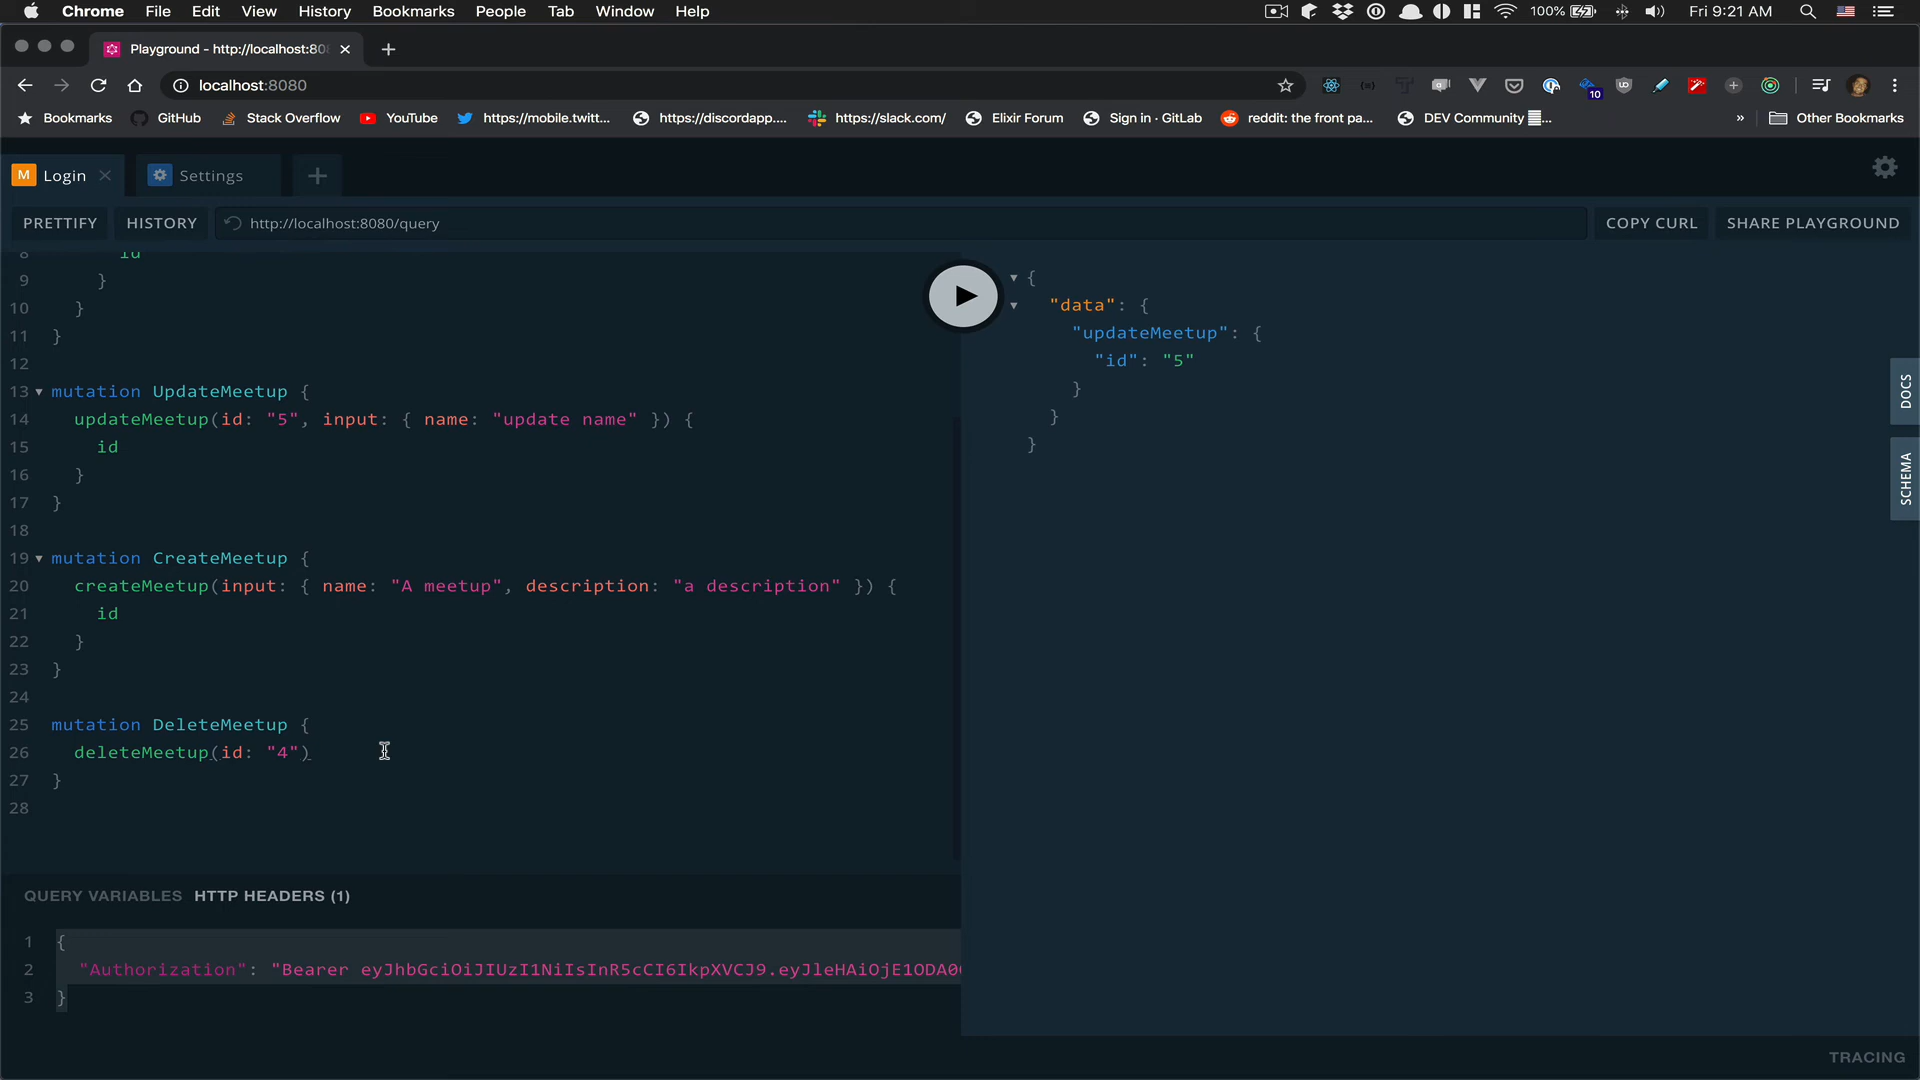 Chrome File Edit View History Bookmarks People Tab Window Help 100% Fri 9:21 AM
Playground - http://localhost:808
localhost:8080 10
Bookmarks GitHub Stack Overflow YouTube https://mobile.twitt... https://discordapp.... https://slack.com/ Elixir Forum Sign in · GitLab reddit: the front pa... DEV Community ... » Other Bookmarks
M Login Settings
PRETTIFY HISTORY http://localhost:8080/query COPY CURL SHARE PLAYGROUND
8 id
9 }
10 }
11 }
12
13 mutation UpdateMeetup {
14 updateMeetup(id: "5", input: { name: "update name" }) {
15 id
16 }
17 }
18
19 mutation CreateMeetup {
20 createMeetup(input: { name: "A meetup", description: "a description" }) {
21 id
22 }
23 }
24
25 mutation DeleteMeetup {
26 deleteMeetup(id: "4")
27 }
28
{
"data": {
"updateMeetup": {
"id": "5"
}
}
}
DOCS
SCHEMA
QUERY VARIABLES HTTP HEADERS (1)
1 {
2 "Authorization": "Bearer eyJhbGciOiJIUzI1NiIsInR5cCI6IkpXVCJ9.eyJleHAiOjE1ODA0
3 }
TRACING